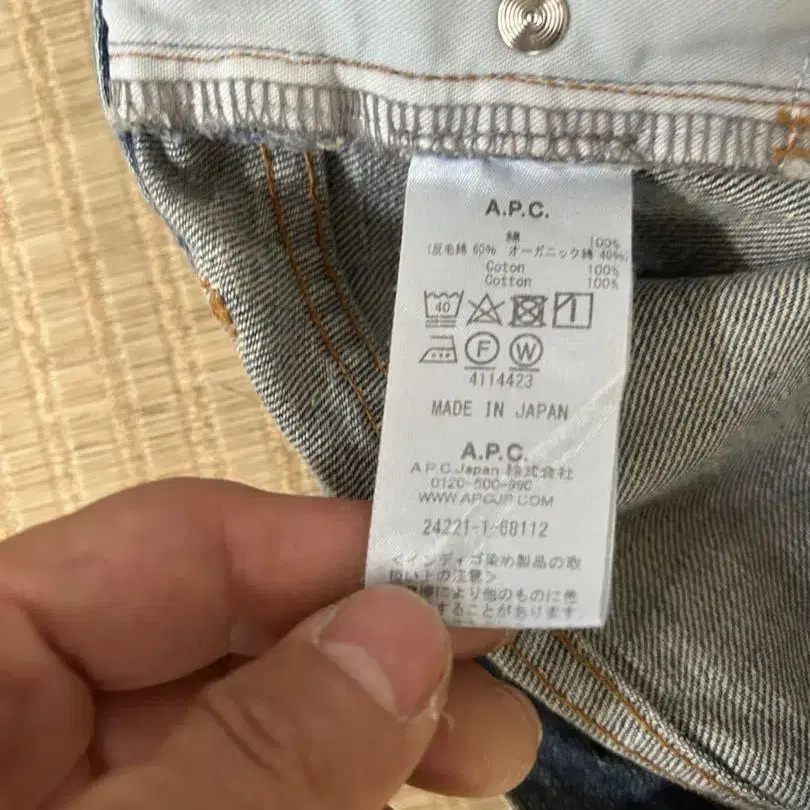 A.P.C.
綿 100%
(反毛綿 60% オーガニック綿 40%)
Coton 100%
Cotton 100%
40
F W
4114423
MADE IN JAPAN
A.P.C.
A.P.C.Japan 株式会社
0120-500-990
WWW.APCJP.COM
24221-1-68112
<インディゴ染め製品の取
扱い上の注意>
により他のものに色
することがあります